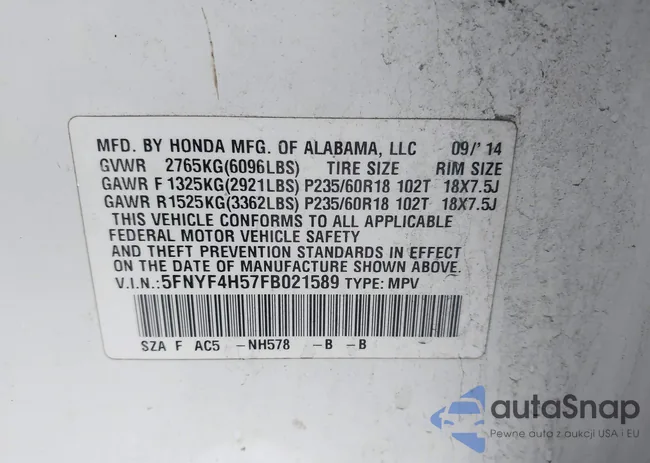 MFD. BY HONDA MFG. OF ALABAMA, LLC 09/'14
GVWR 2765KG(6096LBS) TIRE SIZE RIM SIZE
GAWR F 1325KG(2921LBS) P235/60R18 102T 18X7.5J
GAWR R1525KG(3362LBS) P235/60R18 102T 18X7.5J
THIS VEHICLE CONFORMS TO ALL APPLICABLE
FEDERAL MOTOR VEHICLE SAFETY
AND THEFT PREVENTION STANDARDS IN EFFECT
ON THE DATE OF MANUFACTURE SHOWN ABOVE.
V.I.N.:5FNYF4H57FB021589 TYPE: MPV
SZA F AC5 -NH578 -B -B -
autoSnap
Pewne auta z aukcji USA i EU